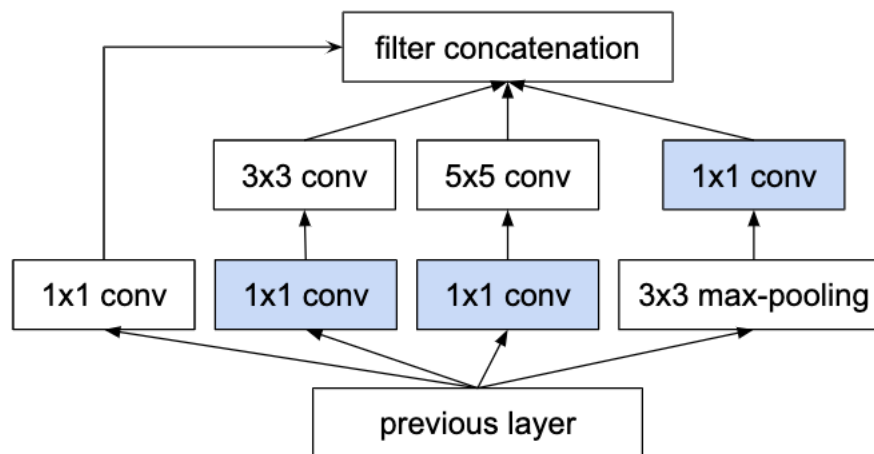 filter concatenation
3x3 conv
5x5 conv
1x1 conv
1x1 conv
1x1 conv
1x1 conv
3x3 max-pooling
previous layer